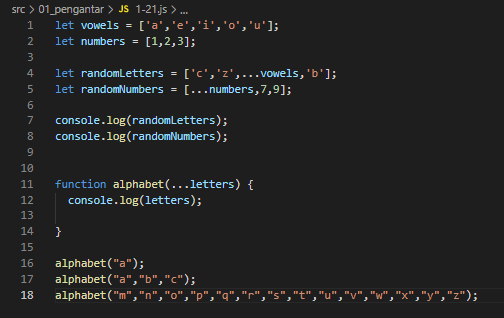 src > 01_pengantar > JS 1-21.js > ...
1 let vowels = ['a','e','i','o','u'];
2 let numbers = [1,2,3];
3
4 let randomLetters = ['c','z',...vowels,'b'];
5 let randomNumbers = [...numbers,7,9];
6
7 console.log(randomLetters);
8 console.log(randomNumbers);
9
10
11 function alphabet(...letters) {
12 console.log(letters);
13
14 }
15
16 alphabet("a");
17 alphabet("a","b","c");
18 alphabet("m","n","o","p","q","r","s","t","u","v","w","x","y","z");